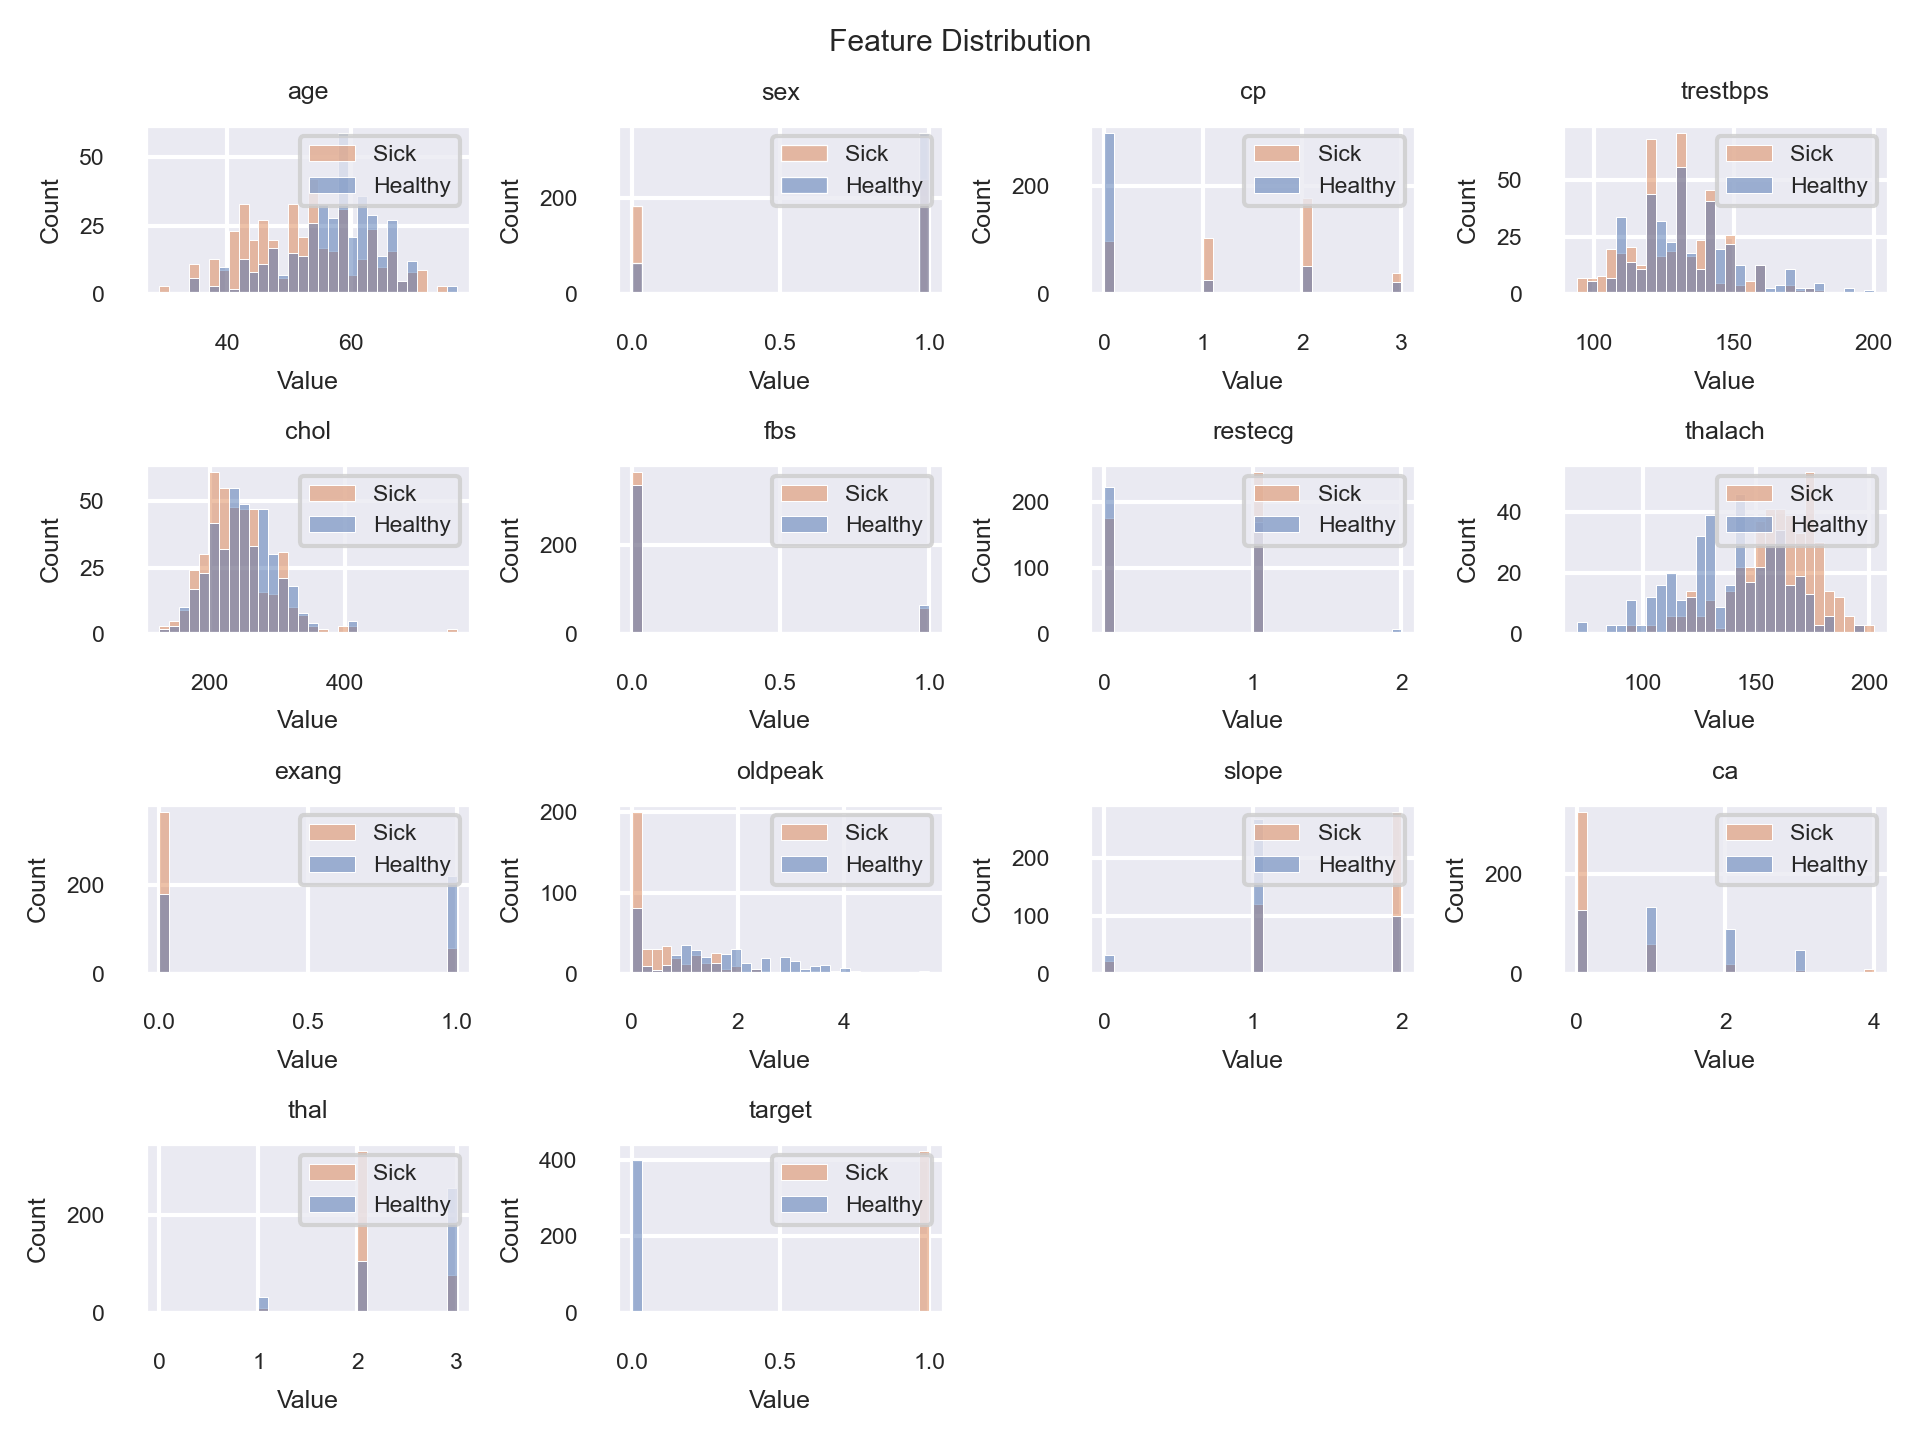 Feature Distribution
age
sex
cp
trestbps
Count
50
25
0
Sick
Healthy
40
60
Value
Count
200
0
Sick
Healthy
0.0
0.5
1.0
Value
Count
200
0
Sick
Healthy
0
1
2
3
Value
Count
50
25
0
Sick
Healthy
100
150
200
Value
chol
fbs
restecg
thalach
Count
50
25
0
Sick
Healthy
200
400
Value
Count
200
0
Sick
Healthy
0.0
0.5
1.0
Value
Count
200
100
0
Sick
Healthy
0
1
2
Value
Count
40
20
0
Sick
Healthy
100
150
200
Value
exang
oldpeak
slope
ca
Count
200
0
Sick
Healthy
0.0
0.5
1.0
Value
Count
200
100
0
Sick
Healthy
0
2
4
Value
Count
200
100
0
Sick
Healthy
0
1
2
Value
Count
200
0
Sick
Healthy
0
2
4
Value
thal
target
Count
200
0
Sick
Healthy
0
1
2
3
Value
Count
400
200
0
Sick
Healthy
0.0
0.5
1.0
Value